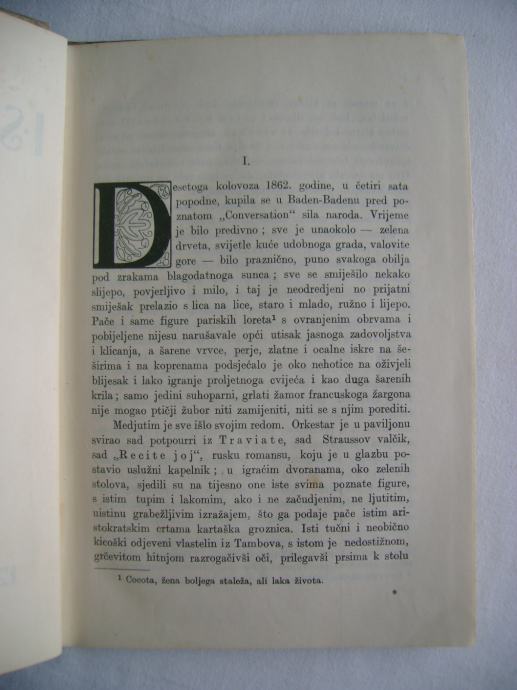 I·S
I.
Desetoga kolovoza 1862. godine, u četiri sata
popodne, kupila se u Baden-Badenu pred po-
znatom „Conversation" sila naroda. Vrijeme
je bilo predivno; sve je unaokolo — zelena
drveta, svijetle kuće udobnoga grada, valovite
gore — bilo praznično, puno svakoga obilja
pod zrakama blagodatnoga sunca; sve se smiješilo nekako
slijepo, povjerljivo i milo, i taj je neodredjeni no prijatni
smiješak prelazio s lica na lice, staro i mlado, ružno i lijepo.
Pače i same figure pariskih loreta¹ s ovranjenim obrvama i
pobijeljene nijesu narušavale opći utisak jasnoga zadovoljstva
i klicanja, a šarene vrvce, perje, zlatne i ocalne iskre na še-
širima i na koprenama podsjećalo je oko nehotice na oživjeli
blijesak i lako igranje proljetnoga cvijeća i kao duga šarenih
krila; samo jedini suhoparni, grlati žamor francuskoga žargona
nije mogao ptičji žubor niti zamijeniti, niti se s njim porediti.
Medjutim je sve išlo svojim redom. Orkestar je u paviljonu
svirao sad potpourri iz Traviate, sad Straussov valčik,
sad „Recite joj", rusku romansu, koju je u glazbu po-
stavio uslužni kapelnik; u igraćim dvoranama, oko zelenih
stolova, sjedili su na tijesno one iste svima poznate figure,
s istim tupim i lakomim, ako i ne začudjenim, ne ljutitim,
uistinu grabežljivim izražajem, što ga podaje pače istim ari-
stokratskim crtama kartaška groznica. Isti tučni i neobično
kicoški odjeveni vlastelin iz Tambova, s istom je nedostižnom,
grčevitom hitnjom razrogačivši oči, prilegavši prsima k stolu
¹ Cocota, žena boljega staleža, ali laka života.
*